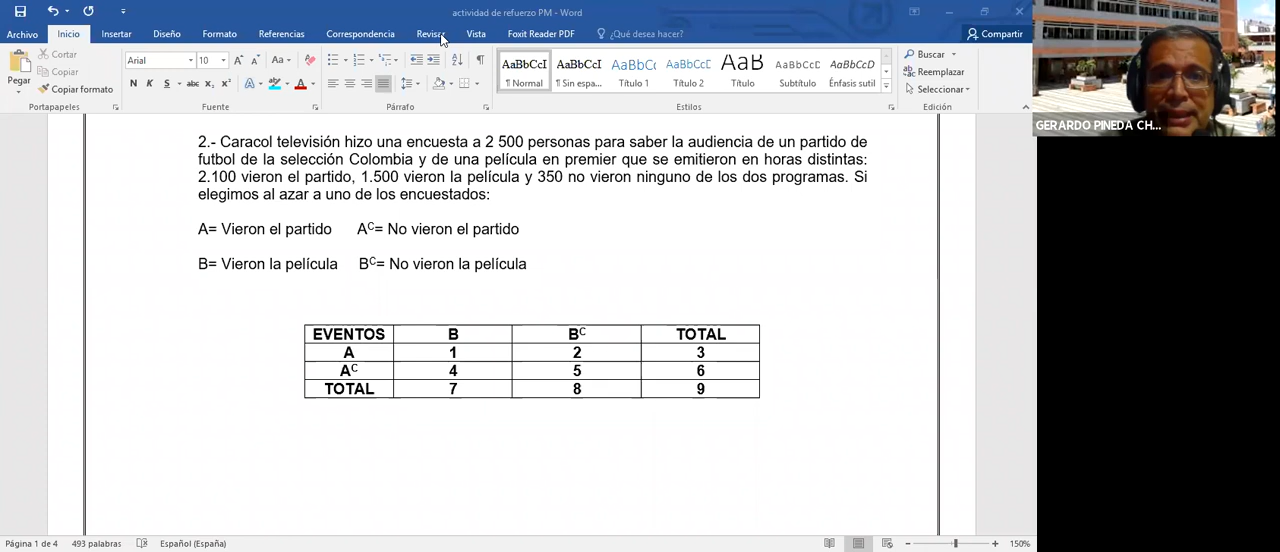 actividad de refuerzo PM - Word
Archivo Inicio Insertar Diseño Formato Referencias Correspondencia Revisar Vista Foxit Reader PDF ¿Qué desea hacer? Compartir
Pegar
Cortar
Copiar
Copiar formato
Portapapeles
Arial 10
Fuente
Párrafo
AaBbCcI AaBbCcI AaBbCc AaBbCc AaB AaBbCcD AaBbCcD
¶ Normal ¶ Sin espa... Título 1 Título 2 Título Subtítulo Énfasis sutil
Estilos
Buscar
Reemplazar
Seleccionar
Edición
GERARDO PINEDA CH...
2.- Caracol televisión hizo una encuesta a 2 500 personas para saber la audiencia de un partido de
futbol de la selección Colombia y de una película en premier que se emitieron en horas distintas:
2.100 vieron el partido, 1.500 vieron la película y 350 no vieron ninguno de los dos programas. Si
elegimos al azar a uno de los encuestados:
A= Vieron el partido Aᶜ= No vieron el partido
B= Vieron la película Bᶜ= No vieron la película
EVENTOS B Bᶜ TOTAL
A 1 2 3
Aᶜ 4 5 6
TOTAL 7 8 9
Página 1 de 4 493 palabras Español (España) 150%